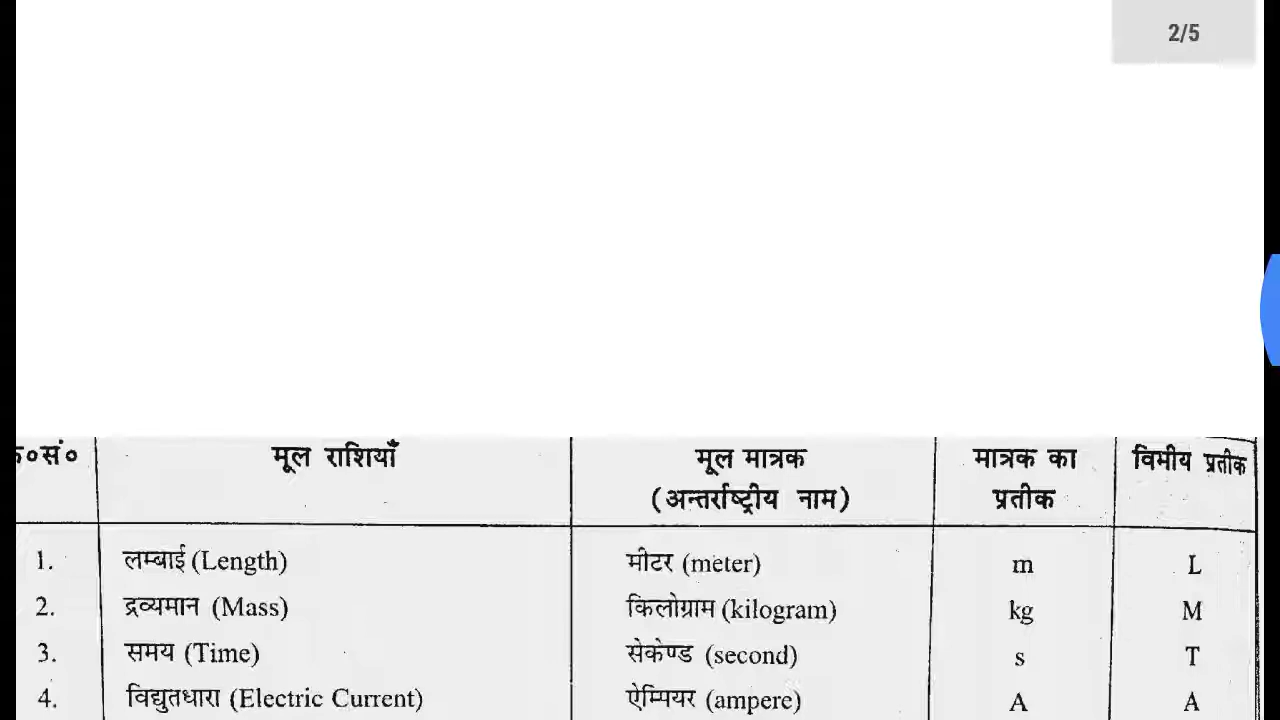 2/5
क्र०सं० मूल राशियाँ मूल मात्रक मात्रक का विमीय प्रतीक
(अन्तर्राष्ट्रीय नाम) प्रतीक
1. लम्बाई (Length) मीटर (meter) m L
2. द्रव्यमान (Mass) किलोग्राम (kilogram) kg M
3. समय (Time) सेकेण्ड (second) s T
4. विद्युतधारा (Electric Current) ऐम्पियर (ampere) A A